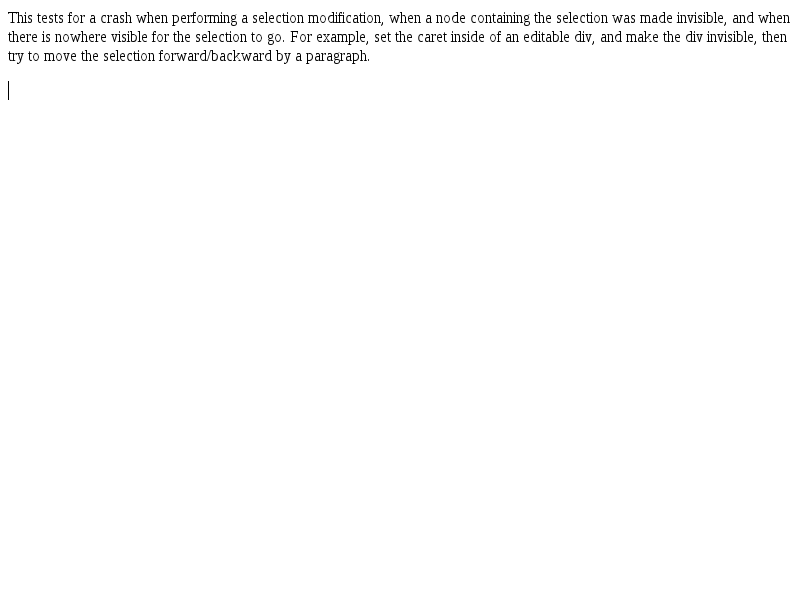 This tests for a crash when performing a selection modification, when a node containing the selection was made invisible, and when
there is nowhere visible for the selection to go. For example, set the caret inside of an editable div, and make the div invisible, then
try to move the selection forward/backward by a paragraph.